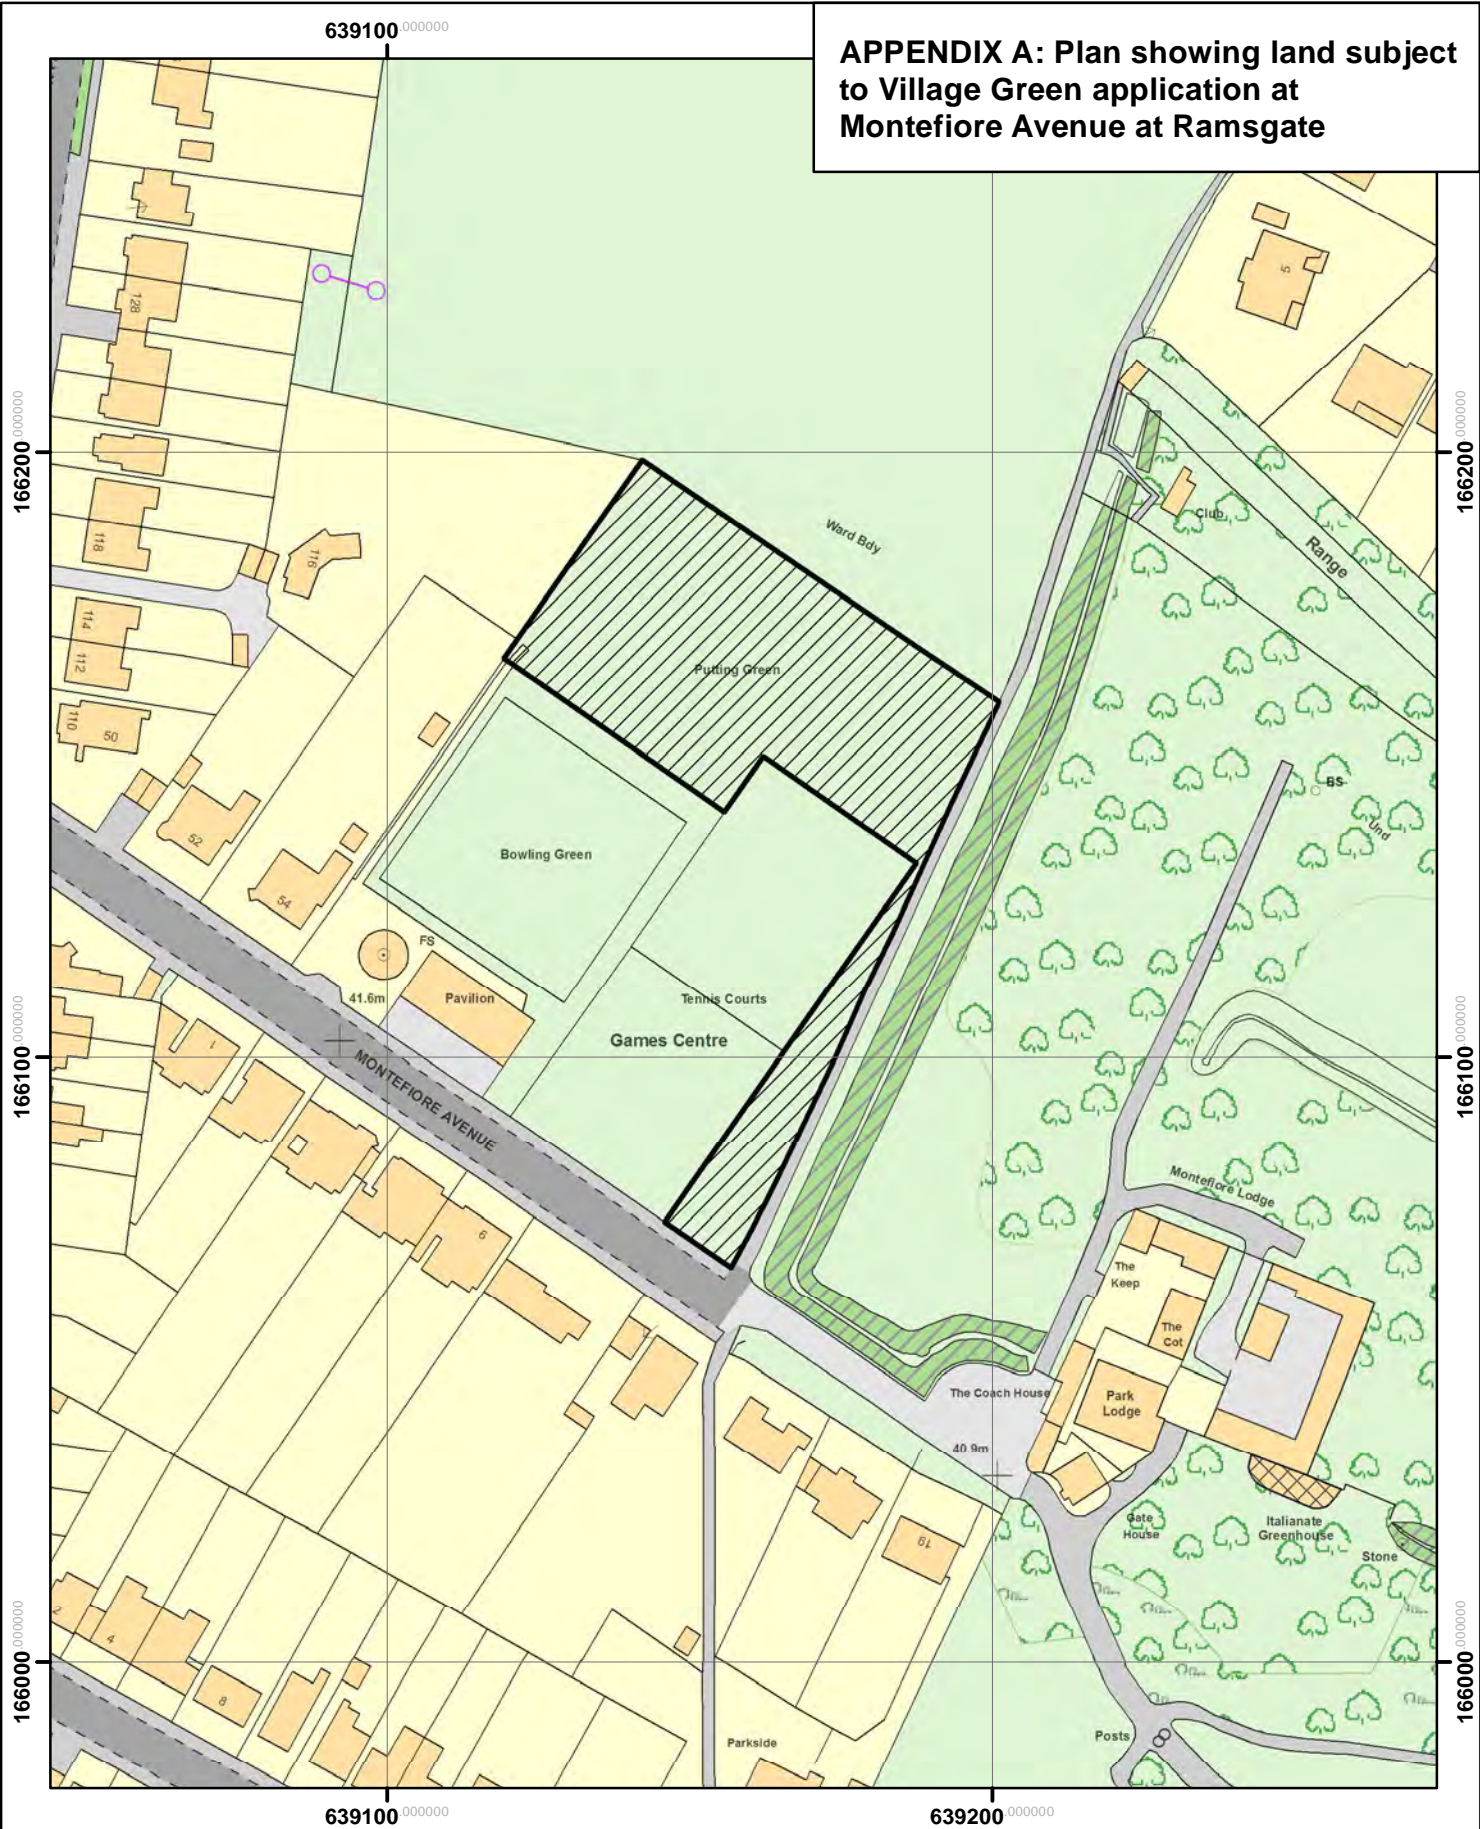 639100.000000
APPENDIX A: Plan showing land subject
to Village Green application at
Montefiore Avenue at Ramsgate
128
5
166200.000000
166200.000000
118
116
Ward Bdy
Club
Range
114
112
110
50
Putting Green
52
54
Bowling Green
BS
Und
FS
41.6m
Pavilion
Tennis Courts
Games Centre
166100.000000
166100.000000
1
MONTEFIORE AVENUE
6
Montefiore Lodge
The
Keep
The
Cot
The Coach House
Park
Lodge
40.9m
19
Gate
House
Italianate
Greenhouse
Stone
2
4
8
166000.000000
166000.000000
Parkside
Posts
639100.000000
639200.000000